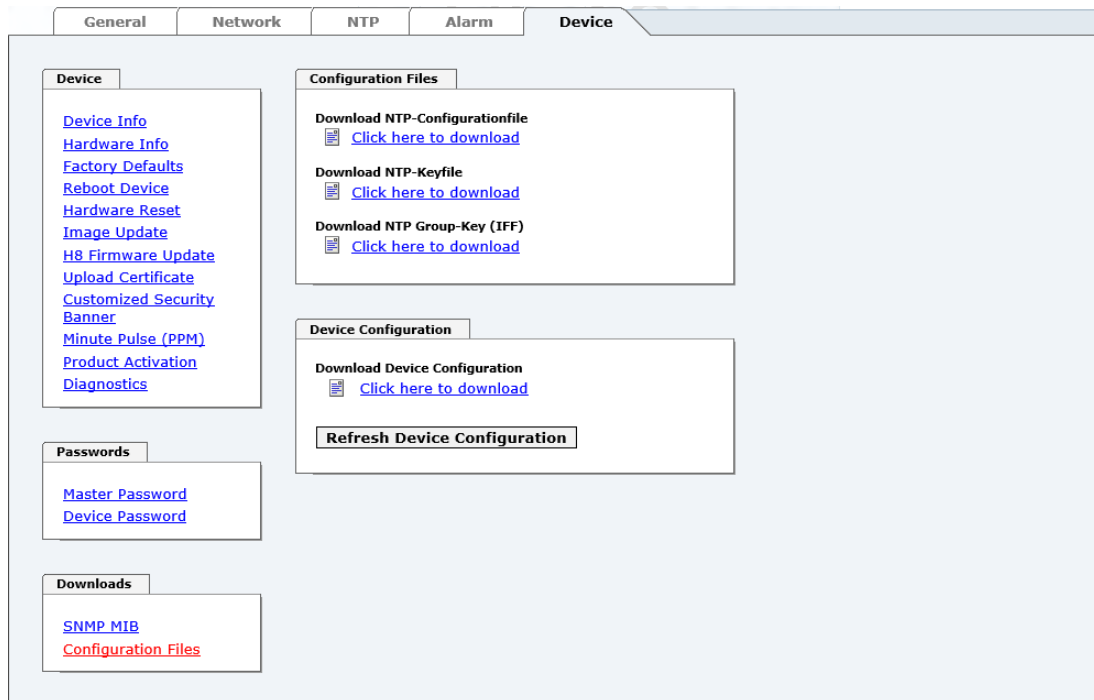 General
Network
NTP
Alarm
Device
Device
Device Info
Hardware Info
Factory Defaults
Reboot Device
Hardware Reset
Image Update
H8 Firmware Update
Upload Certificate
Customized Security
Banner
Minute Pulse (PPM)
Product Activation
Diagnostics
Passwords
Master Password
Device Password
Downloads
SNMP MIB
Configuration Files
Configuration Files
Download NTP-Configurationfile
Click here to download
Download NTP-Keyfile
Click here to download
Download NTP Group-Key (IFF)
Click here to download
Device Configuration
Download Device Configuration
Click here to download
Refresh Device Configuration